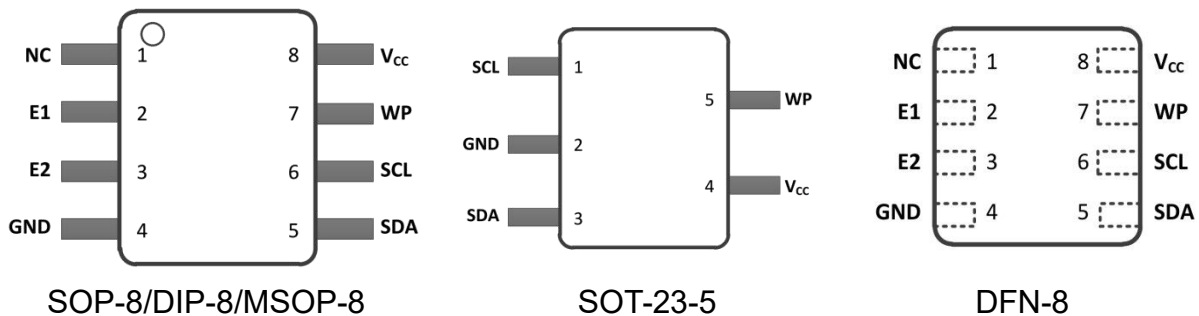 NC 1 8 Vcc
E1 2 7 WP
E2 3 6 SCL
GND 4 5 SDA
SOP-8/DIP-8/MSOP-8
SCL 1
5 WP
GND 2
4 Vcc
SDA 3
SOT-23-5
NC 1 8 Vcc
E1 2 7 WP
E2 3 6 SCL
GND 4 5 SDA
DFN-8